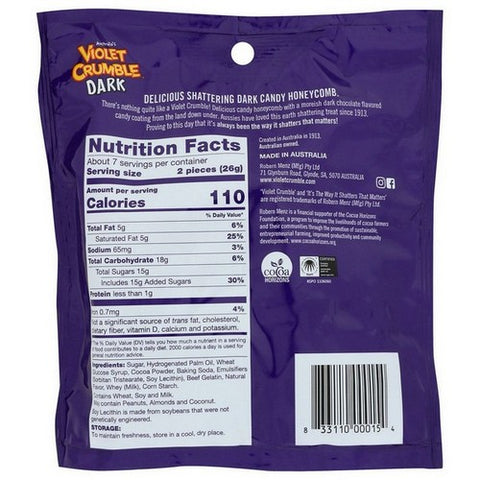 Menz's
VIOLET
CRUMBLE
DARK
DELICIOUS SHATTERING DARK CANDY HONEYCOMB.
There's nothing quite like a Violet Crumble! Delicious candy honeycomb with a moreish dark chocolate flavored
candy coating from the land down under. Aussies have loved this earth shattering treat since 1913.
Proving to this day that it's always been the way it shatters that matters!
Nutrition Facts
About 7 servings per container
Serving size 2 pieces (26g)
Amount per serving
Calories 110
% Daily Value*
Total Fat 5g 6%
Saturated Fat 5g 25%
Sodium 65mg 3%
Total Carbohydrate 18g 6%
Total Sugars 15g
Includes 15g Added Sugars 30%
Protein less than 1g
Iron 0.7mg 4%
Not a significant source of trans fat, cholesterol,
dietary fiber, vitamin D, calcium and potassium.
* The % Daily Value (DV) tells you how much a nutrient in a serving
of food contributes to a daily diet. 2000 calories a day is used for
general nutrition advice.
Ingredients: Sugar, Hydrogenated Palm Oil, Wheat
Glucose Syrup, Cocoa Powder, Baking Soda, Emulsifiers
(Sorbitan Tristearate, Soy Lecithin), Beef Gelatin, Natural
Flavor, Whey (Milk), Corn Starch.
Contains Wheat, Soy and Milk.
May contain Peanuts, Almonds and Coconut.
Soy Lecithin is made from soybeans that were not
genetically engineered.
STORAGE:
To maintain freshness, store in a cool, dry place.
Created in Australia in 1913.
Australian owned.
MADE IN AUSTRALIA
Robern Menz (Mfg) Pty Ltd
71 Glynburn Road, Glynde, SA, 5070 AUSTRALIA
www.violetcrumble.com
'Violet Crumble' and 'It's The Way It Shatters That Matters'
are registered trademarks of Robern Menz (Mfg) Pty Ltd.
Robern Menz is a financial supporter of the Cocoa Horizons
Foundation, a program to improve the livelihoods of cocoa farmers
and their communities through the promotion of sustainable,
entrepreneurial farming, improved productivity and community
development. www.cocoahorizons.org
cocoa
HORIZONS
CERTIFIED
RSPO
8 33110 00015 4